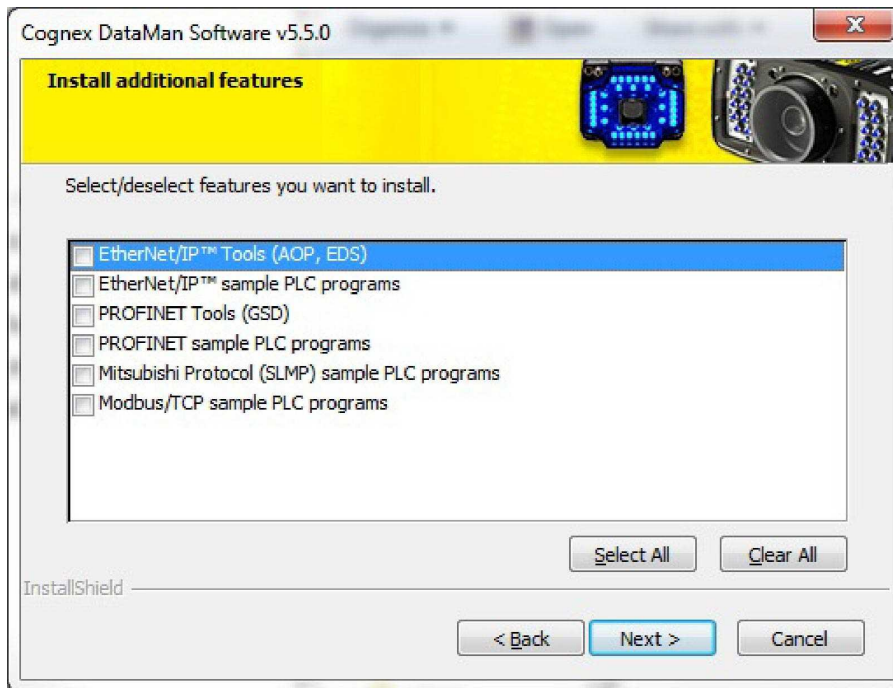 Cognex DataMan Software v5.5.0
Install additional features
Select/deselect features you want to install.
EtherNet/IP™ Tools (AOP, EDS)
EtherNet/IP™ sample PLC programs
PROFINET Tools (GSD)
PROFINET sample PLC programs
Mitsubishi Protocol (SLMP) sample PLC programs
Modbus/TCP sample PLC programs
Select All
Clear All
InstallShield
< Back
Next >
Cancel